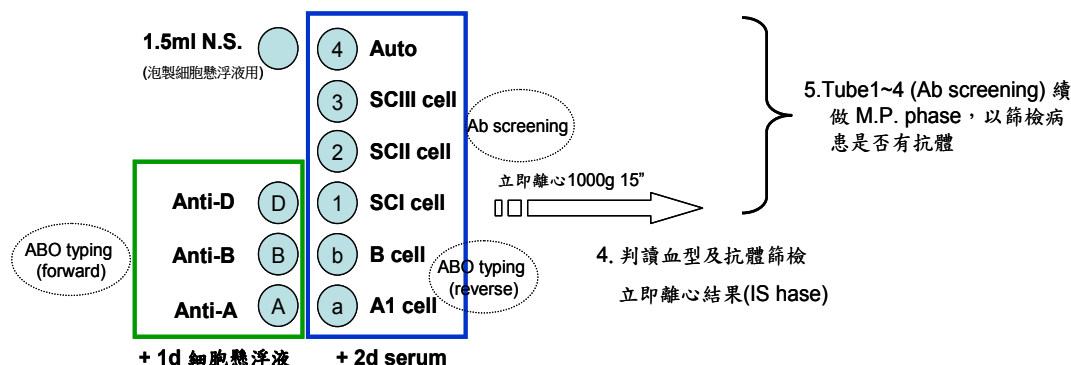 1.5ml N.S.
(泡製細胞懸浮液用)
4 Auto
3 SCIII cell
Ab screening
2 SCII cell
1 SCI cell
b B cell
ABO typing
(reverse)
a A1 cell
Anti-D D
Anti-B B
Anti-A A
ABO typing
(forward)
+ 1d 細胞懸浮液
+ 2d serum
立即離心1000g 15”
4. 判讀血型及抗體篩檢
立即離心結果(IS hase)
5.Tube1~4 (Ab screening) 續
做 M.P. phase，以篩檢病
患是否有抗體